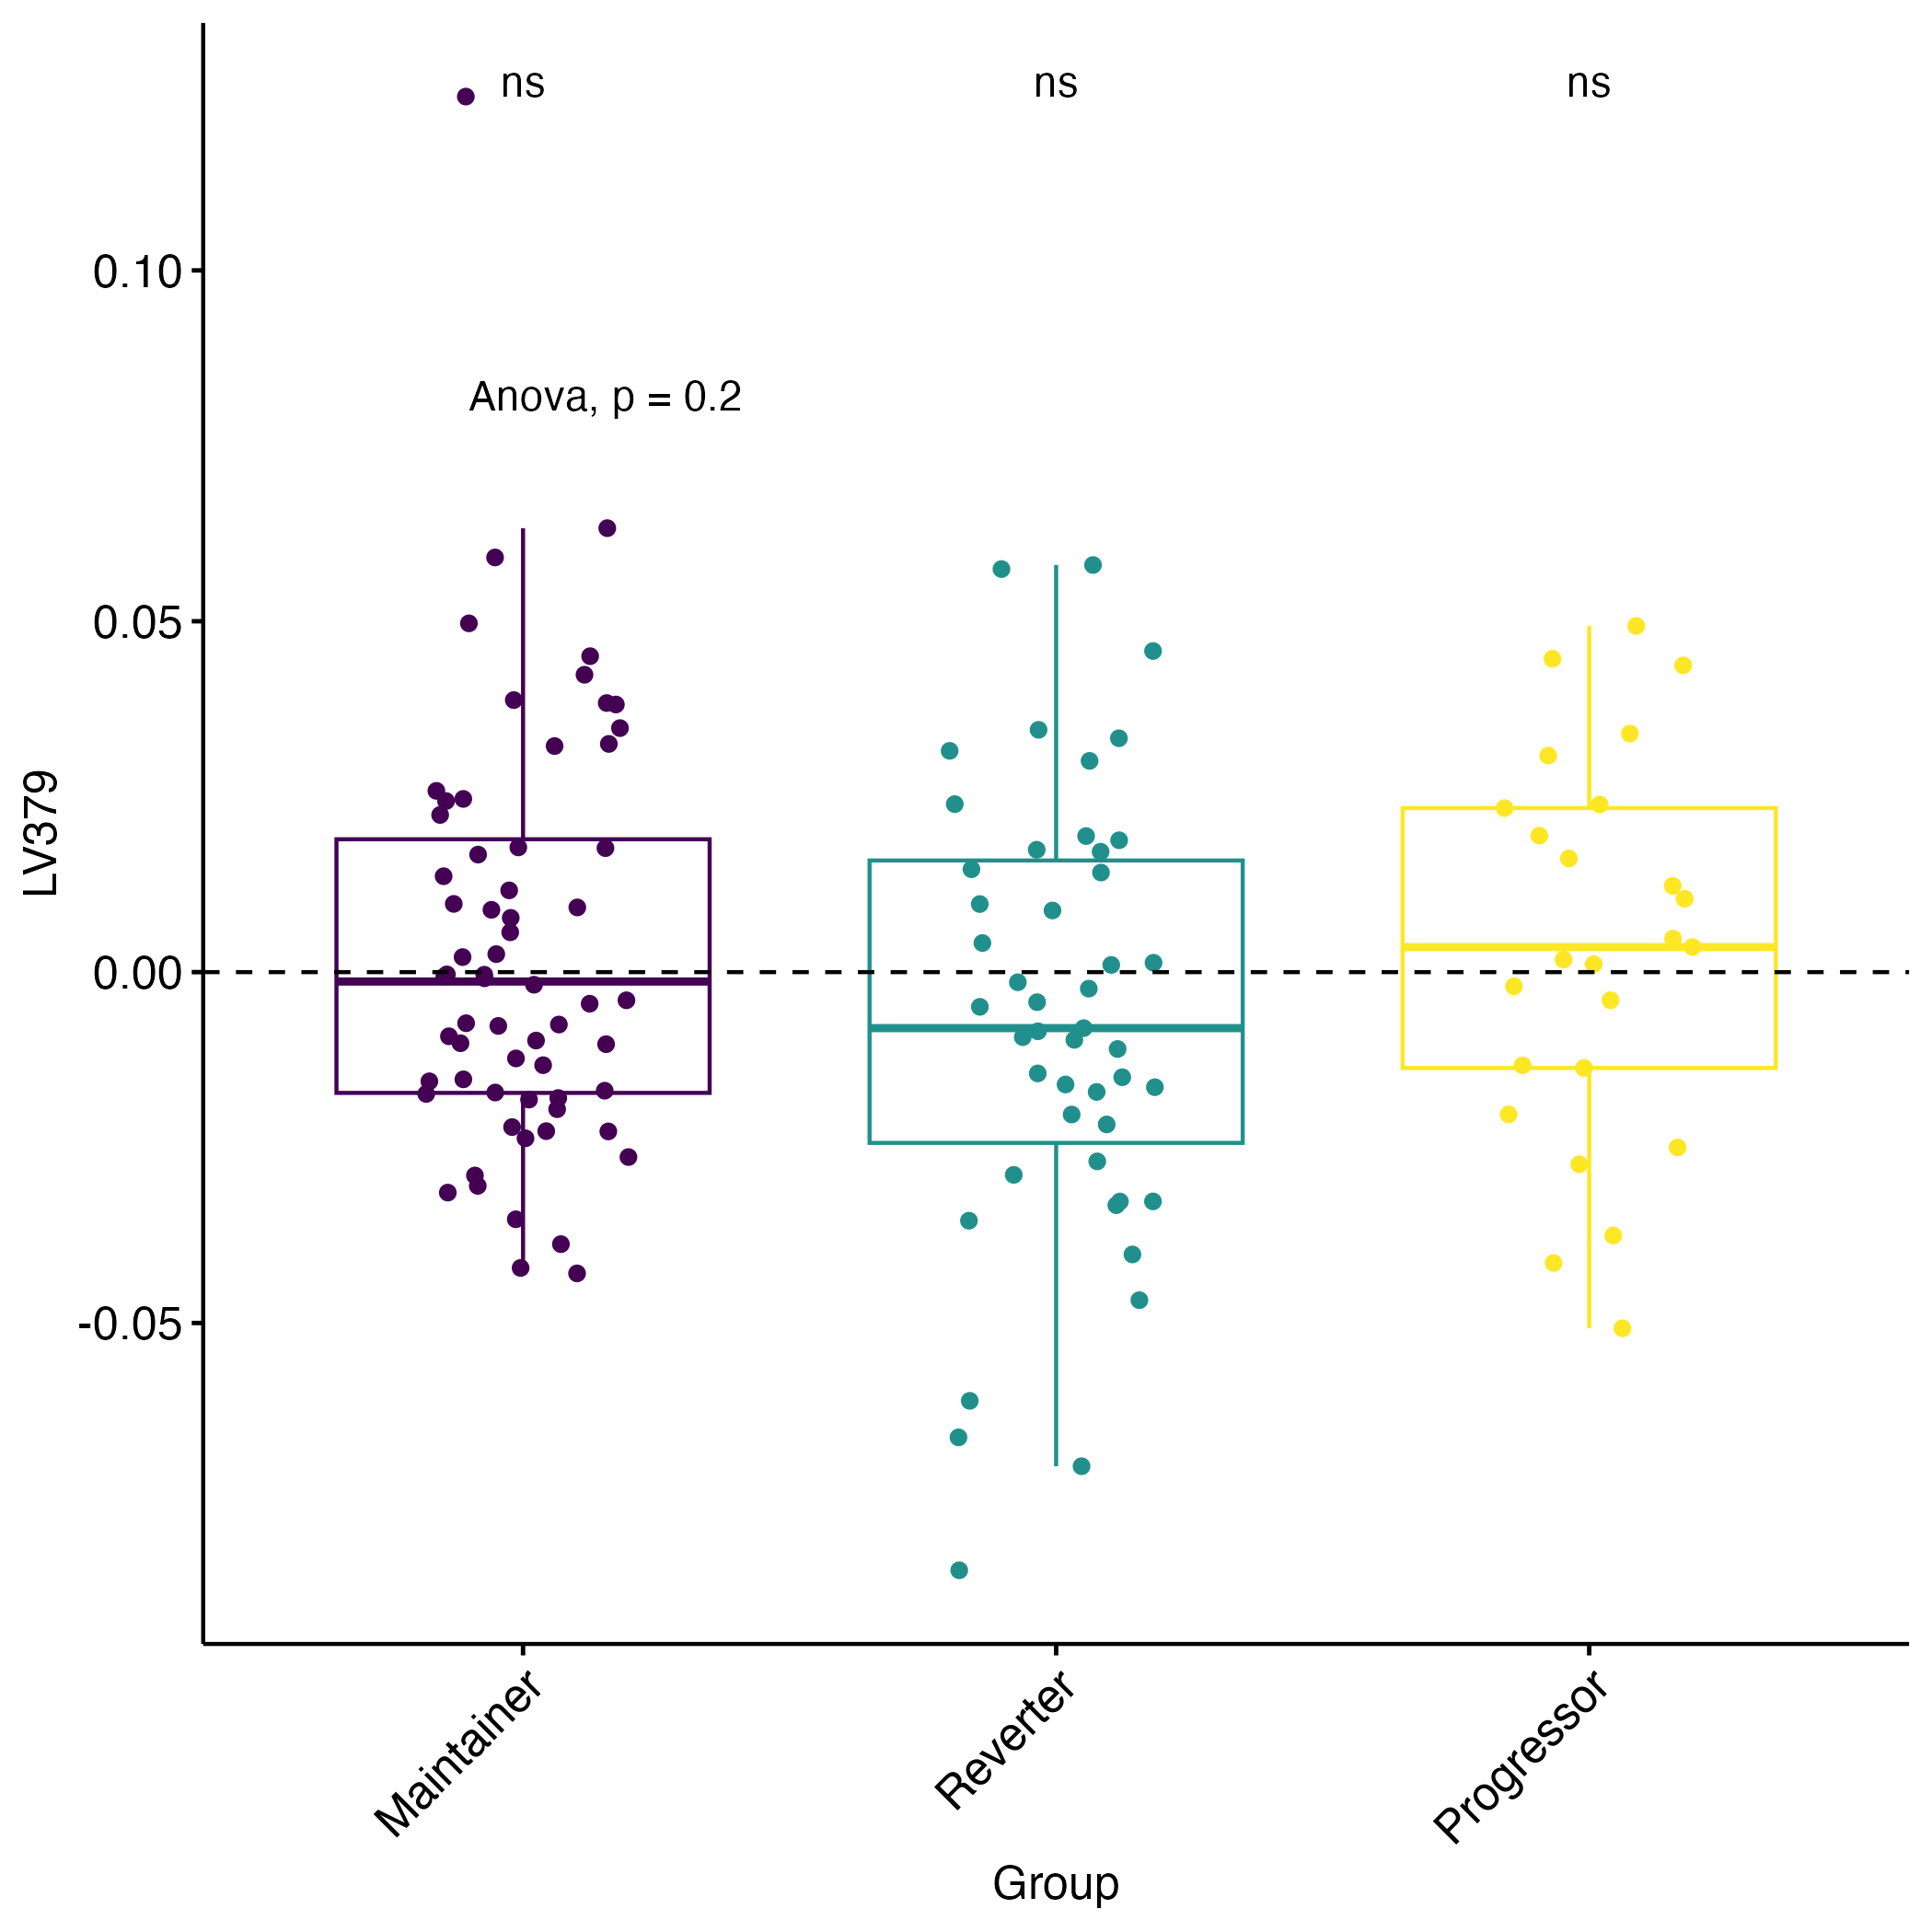 ns ns ns
0.10
Anova, p = 0.2
0.05
LV379
0.00
-0.05
Maintainer Reverter Progressor
Group